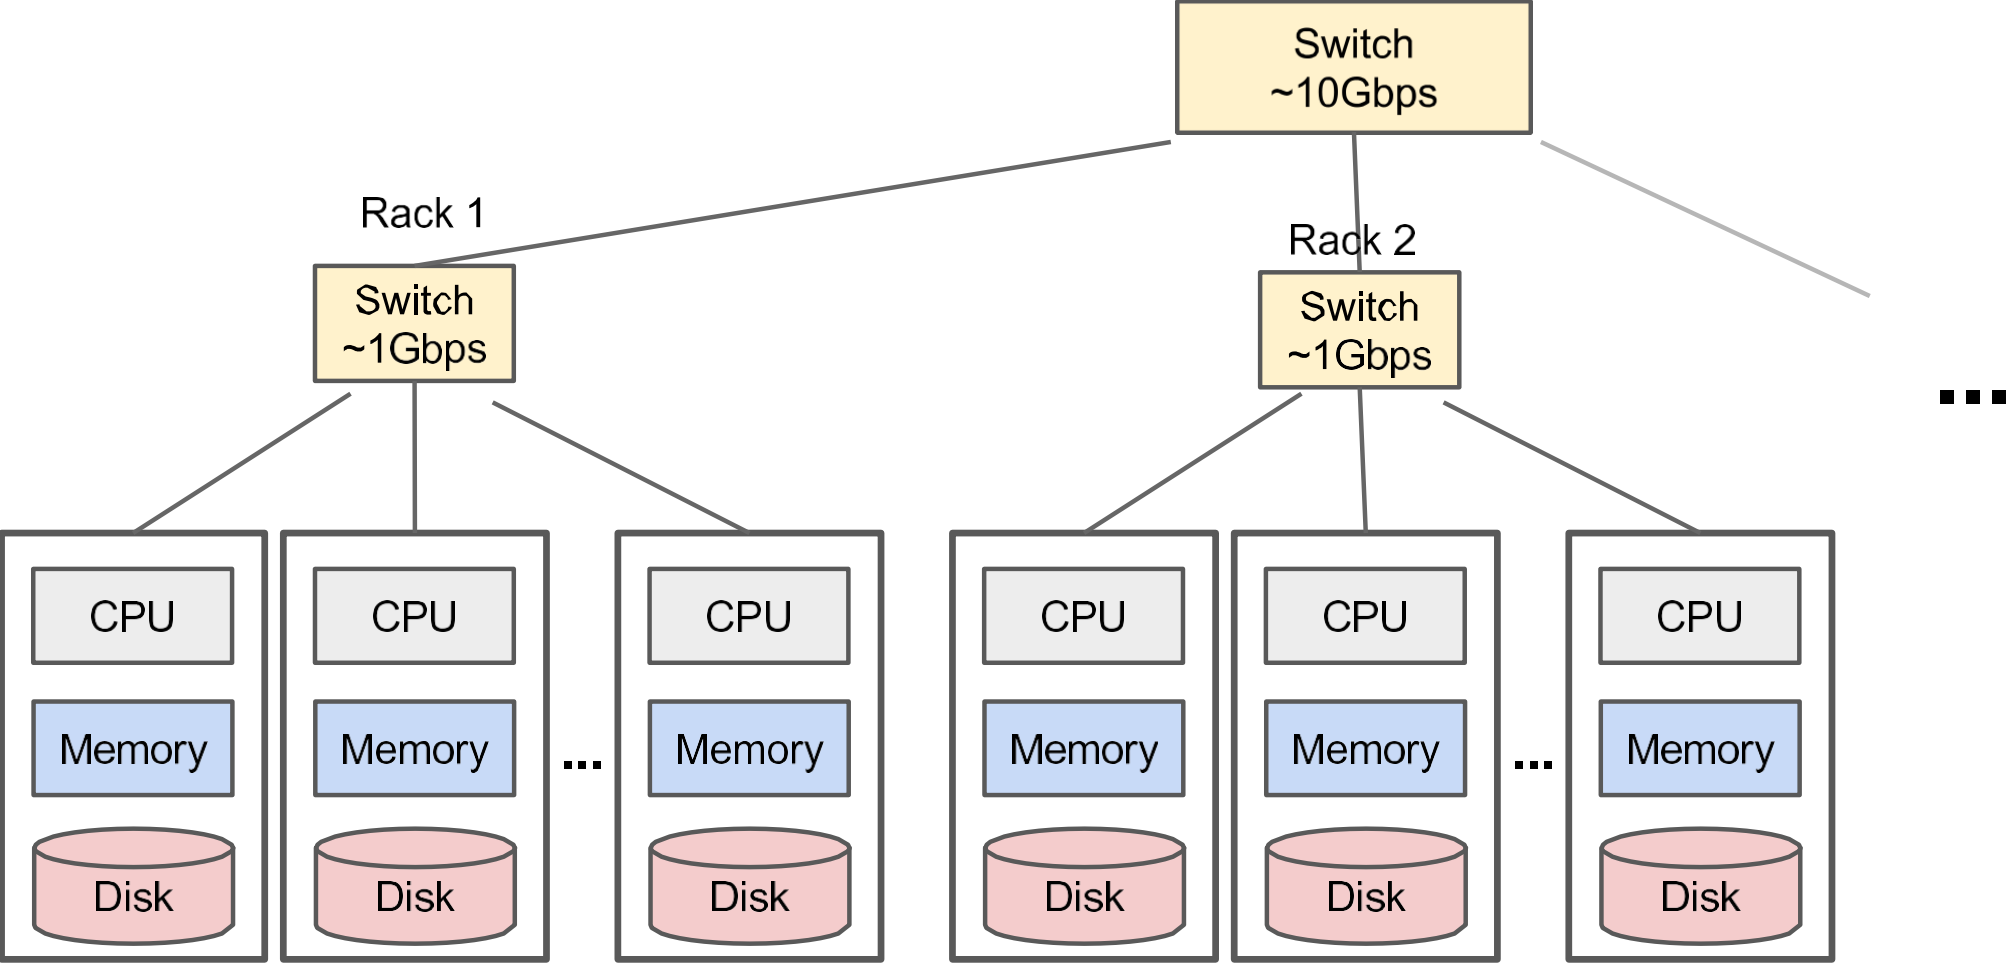 Switch
~10Gbps
Rack 1
Rack 2
Switch
~1Gbps
Switch
~1Gbps
...
CPU
CPU
CPU
CPU
CPU
CPU
Memory
Memory
...
Memory
Memory
Memory
...
Memory
Disk
Disk
Disk
Disk
Disk
Disk